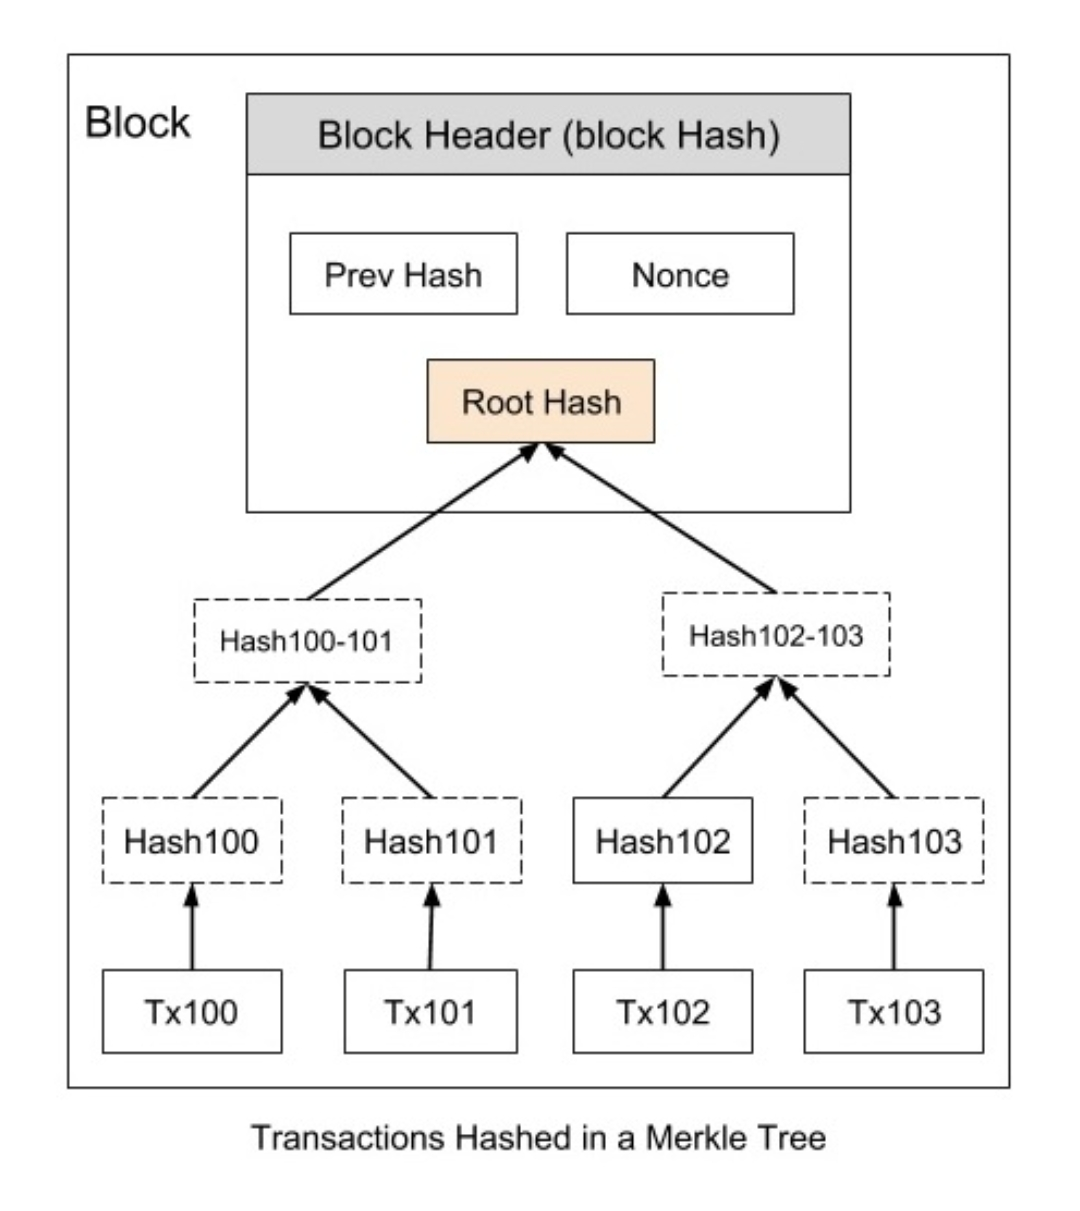 Block
Block Header (block Hash)
Prev Hash
Nonce
Root Hash
Hash100-101
Hash102-103
Hash100
Hash101
Hash102
Hash103
Tx100
Tx101
Tx102
Tx103
Transactions Hashed in a Merkle Tree